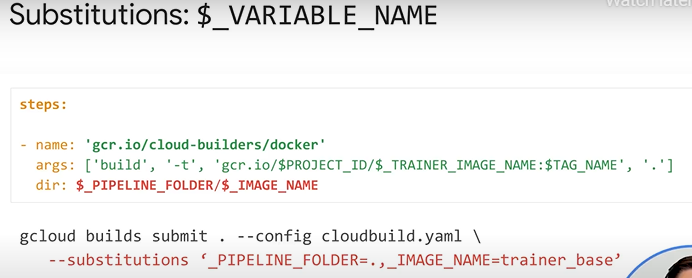 Substitutions: $_VARIABLE_NAME
steps:
- name: 'gcr.io/cloud-builders/docker'
args: ['build', '-t', 'gcr.io/$PROJECT_ID/$_TRAINER_IMAGE_NAME:$TAG_NAME', '.']
dir: $_PIPELINE_FOLDER/$_IMAGE_NAME
gcloud builds submit . --config cloudbuild.yaml \
--substitutions ‘_PIPELINE_FOLDER=.,_IMAGE_NAME=trainer_base’